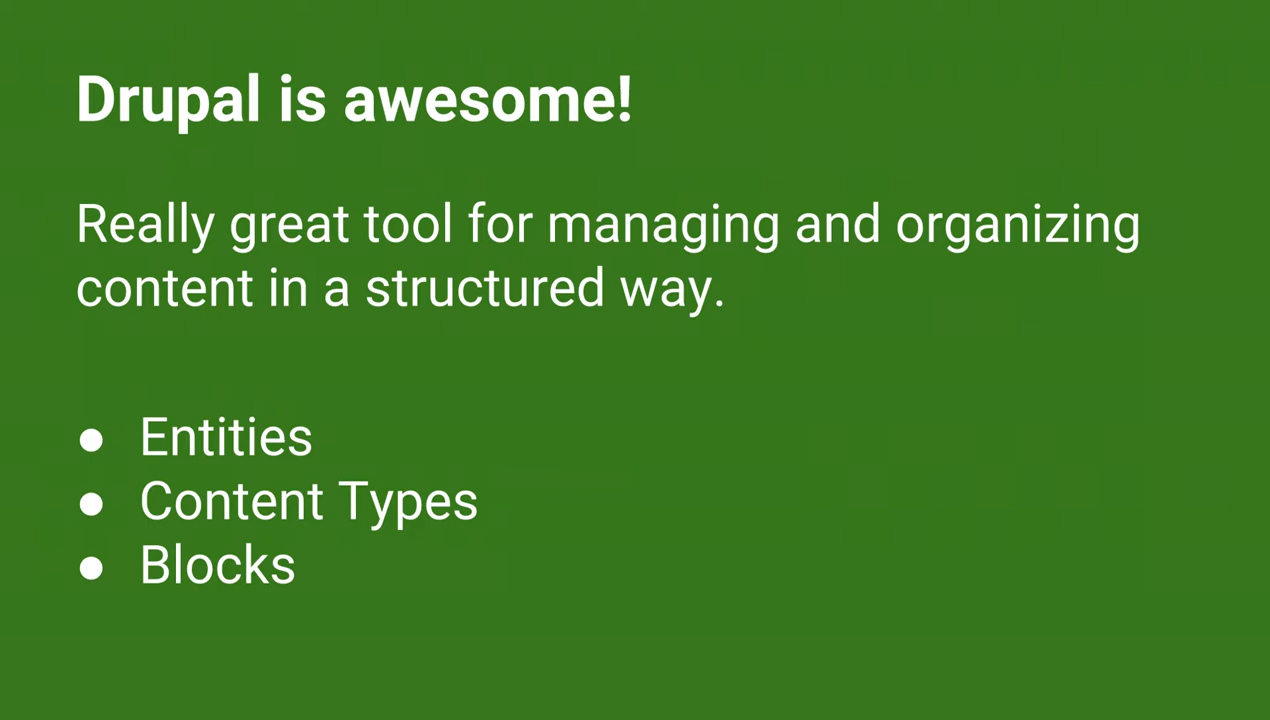 Drupal is awesome!
Really great tool for managing and organizing
content in a structured way.
● Entities
● Content Types
● Blocks